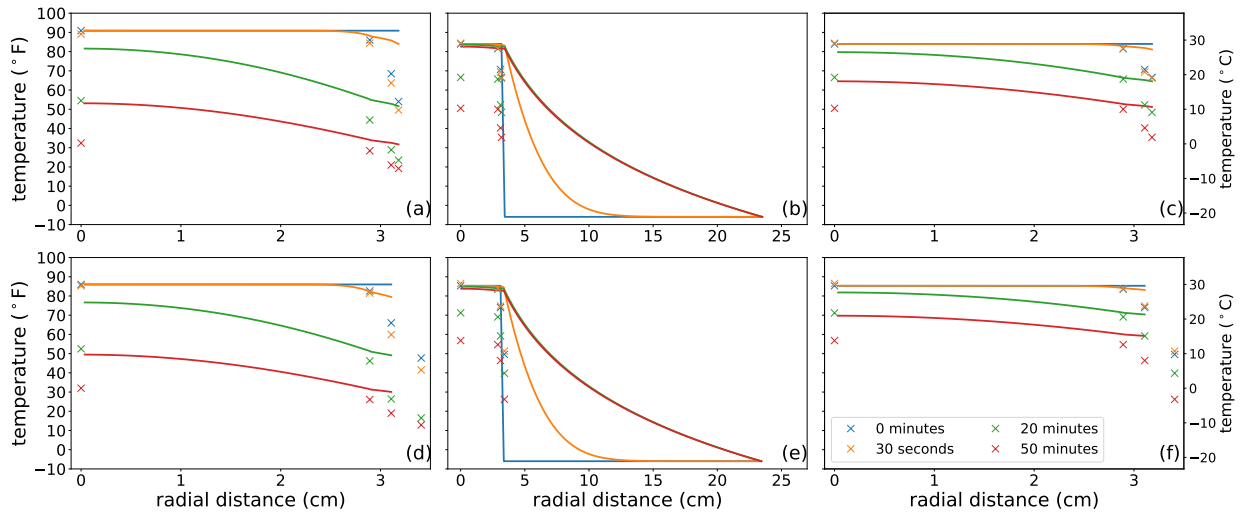 100
90
80
70
60
50
40
30
20
10
0
−10
temperature (°F)
0 1 2 3
(a)
0 5 10 15 20 25
(b)
0 1 2 3
(c)
30
20
10
0
−10
−20
temperature (°C)
100
90
80
70
60
50
40
30
20
10
0
−10
temperature (°F)
0 1 2 3
(d)
radial distance (cm)
0 5 10 15 20 25
(e)
radial distance (cm)
0 minutes 20 minutes
30 seconds 50 minutes
0 1 2 3
(f)
radial distance (cm)
30
20
10
0
−10
−20
temperature (°C)